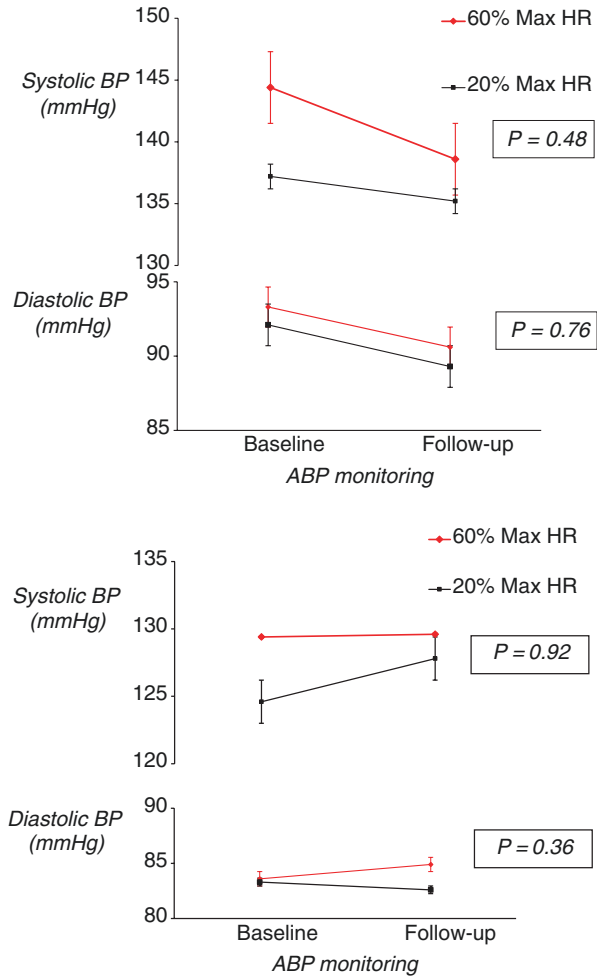 150
60% Max HR
Systolic BP
(mmHg)
145
20% Max HR
140
P = 0.48
135
130
Diastolic BP
(mmHg)
95
90
P = 0.76
85
Baseline Follow-up
ABP monitoring
60% Max HR
135
20% Max HR
Systolic BP
(mmHg)
130
P = 0.92
125
120
Diastolic BP
(mmHg)
90
85
P = 0.36
80
Baseline Follow-up
ABP monitoring